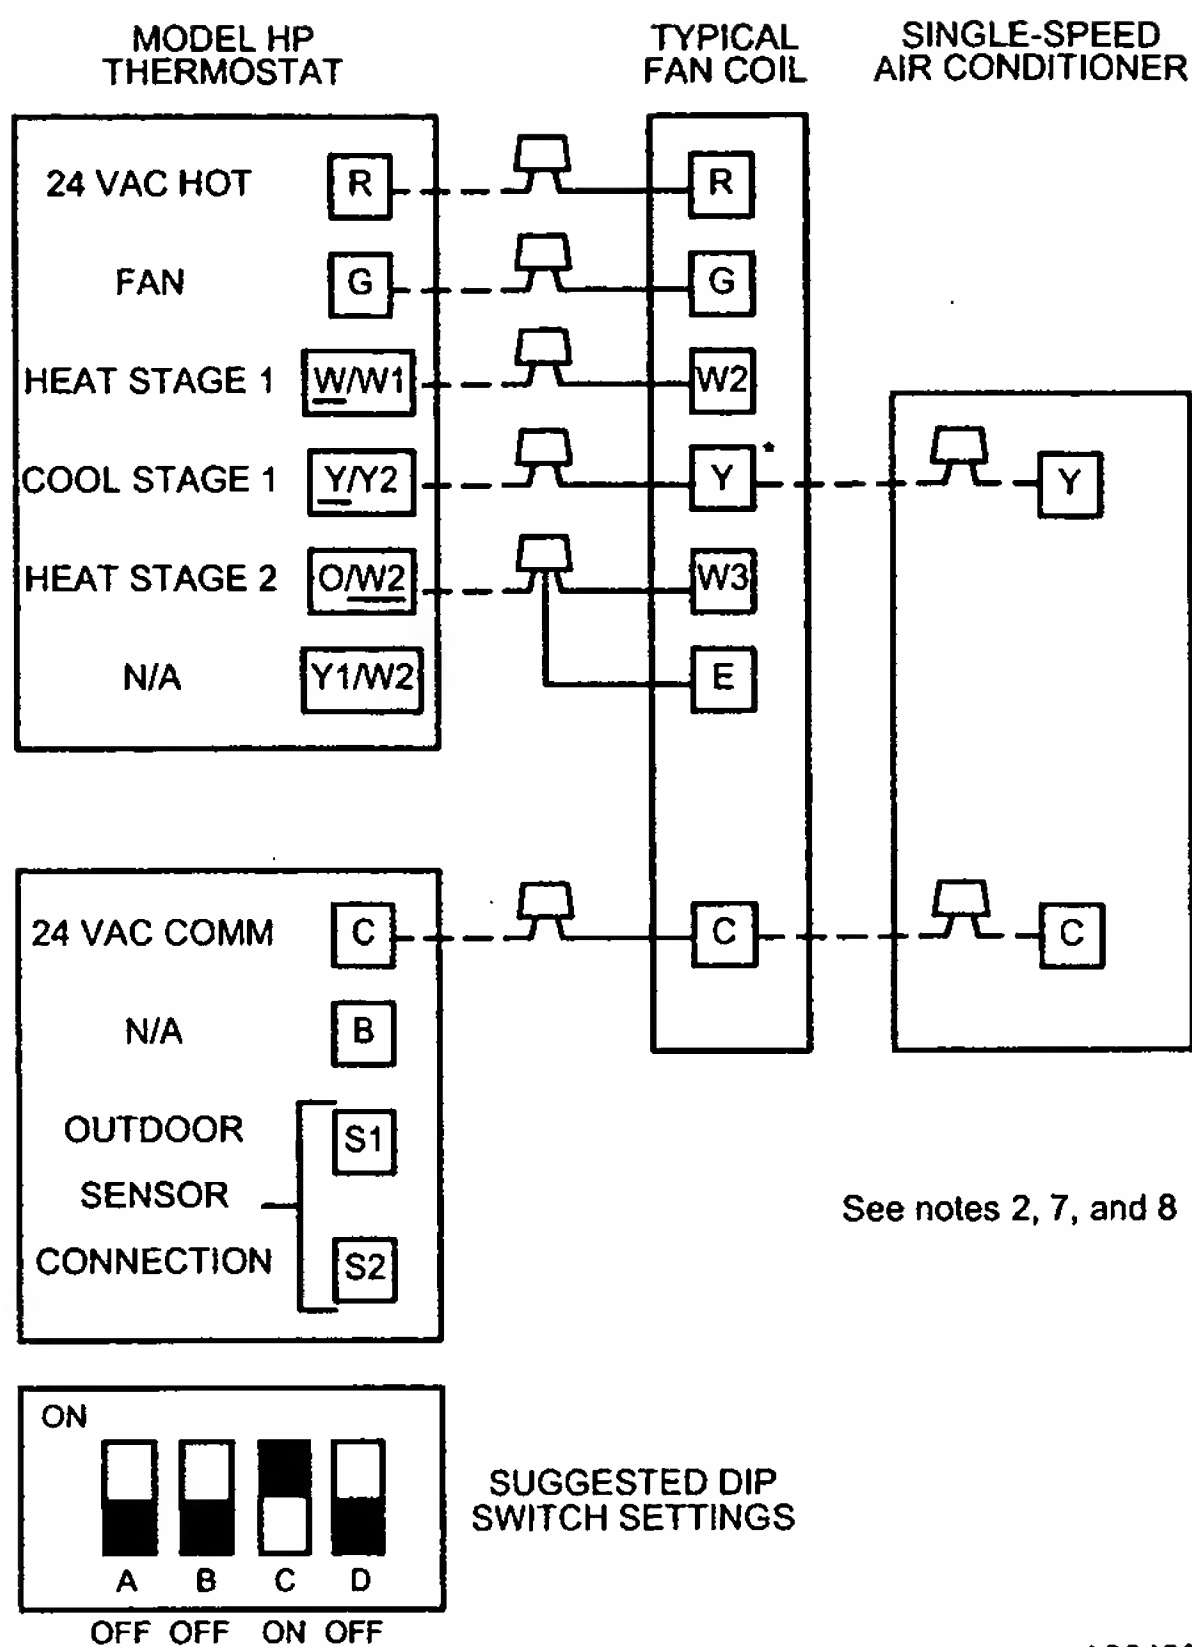 MODEL HP
THERMOSTAT
TYPICAL
FAN COIL
SINGLE-SPEED
AIR CONDITIONER
24 VAC HOT R R
FAN G G
HEAT STAGE 1 W/W1 W2
COOL STAGE 1 Y/Y2 Y * Y
HEAT STAGE 2 O/W2 W3
N/A Y1/W2 E
24 VAC COMM C C C
N/A B
OUTDOOR S1
SENSOR
CONNECTION S2
See notes 2, 7, and 8
ON
A B C D
OFF OFF ON OFF
SUGGESTED DIP
SWITCH SETTINGS